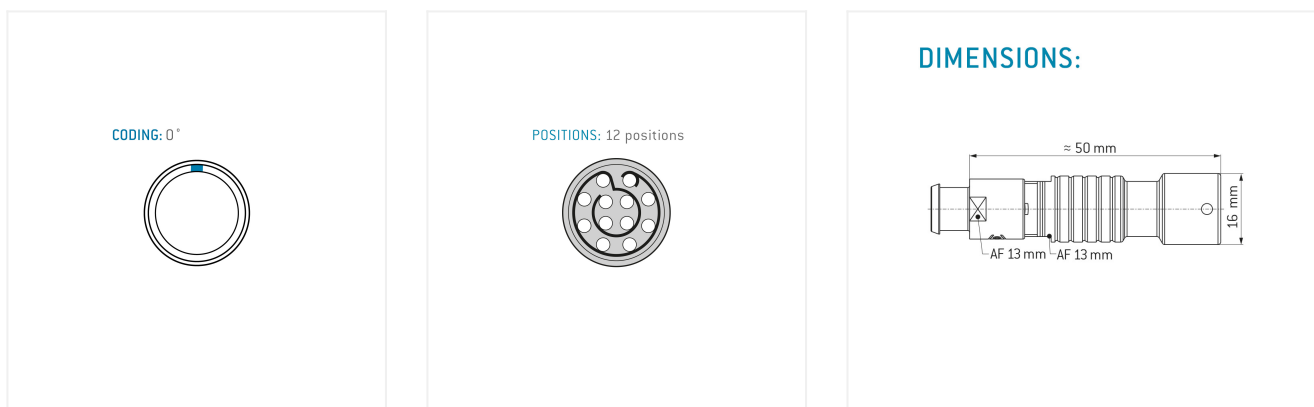 CODING: 0°
POSITIONS: 12 positions
DIMENSIONS:
≈ 50 mm
16 mm
AF 13 mm
AF 13 mm